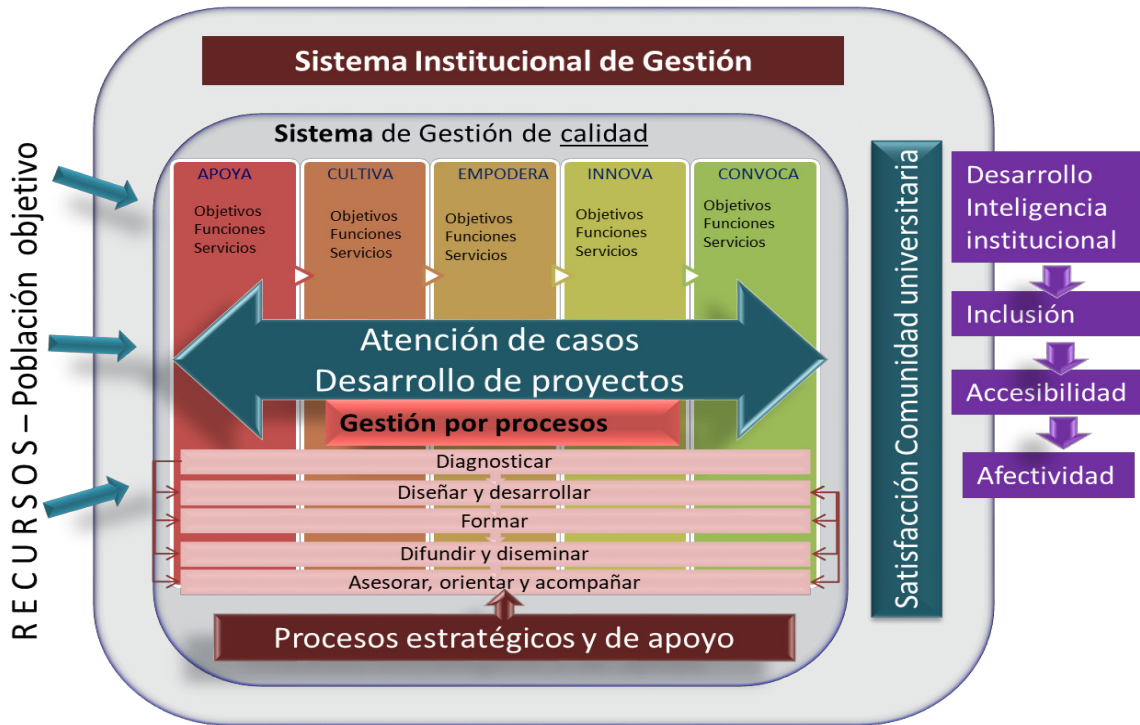 Sistema Institucional de Gestión
Sistema de Gestión de calidad
RECURSOS – Población objetivo
APOYA
Objetivos
Funciones
Servicios
CULTIVA
Objetivos
Funciones
Servicios
EMPODERA
Objetivos
Funciones
Servicios
INNOVA
Objetivos
Funciones
Servicios
CONVOCA
Objetivos
Funciones
Servicios
Atención de casos
Desarrollo de proyectos
Gestión por procesos
Diagnosticar
Diseñar y desarrollar
Formar
Difundir y diseminar
Asesorar, orientar y acompañar
Procesos estratégicos y de apoyo
Satisfacción Comunidad universitaria
Desarrollo
Inteligencia
institucional
Inclusión
Accesibilidad
Afectividad